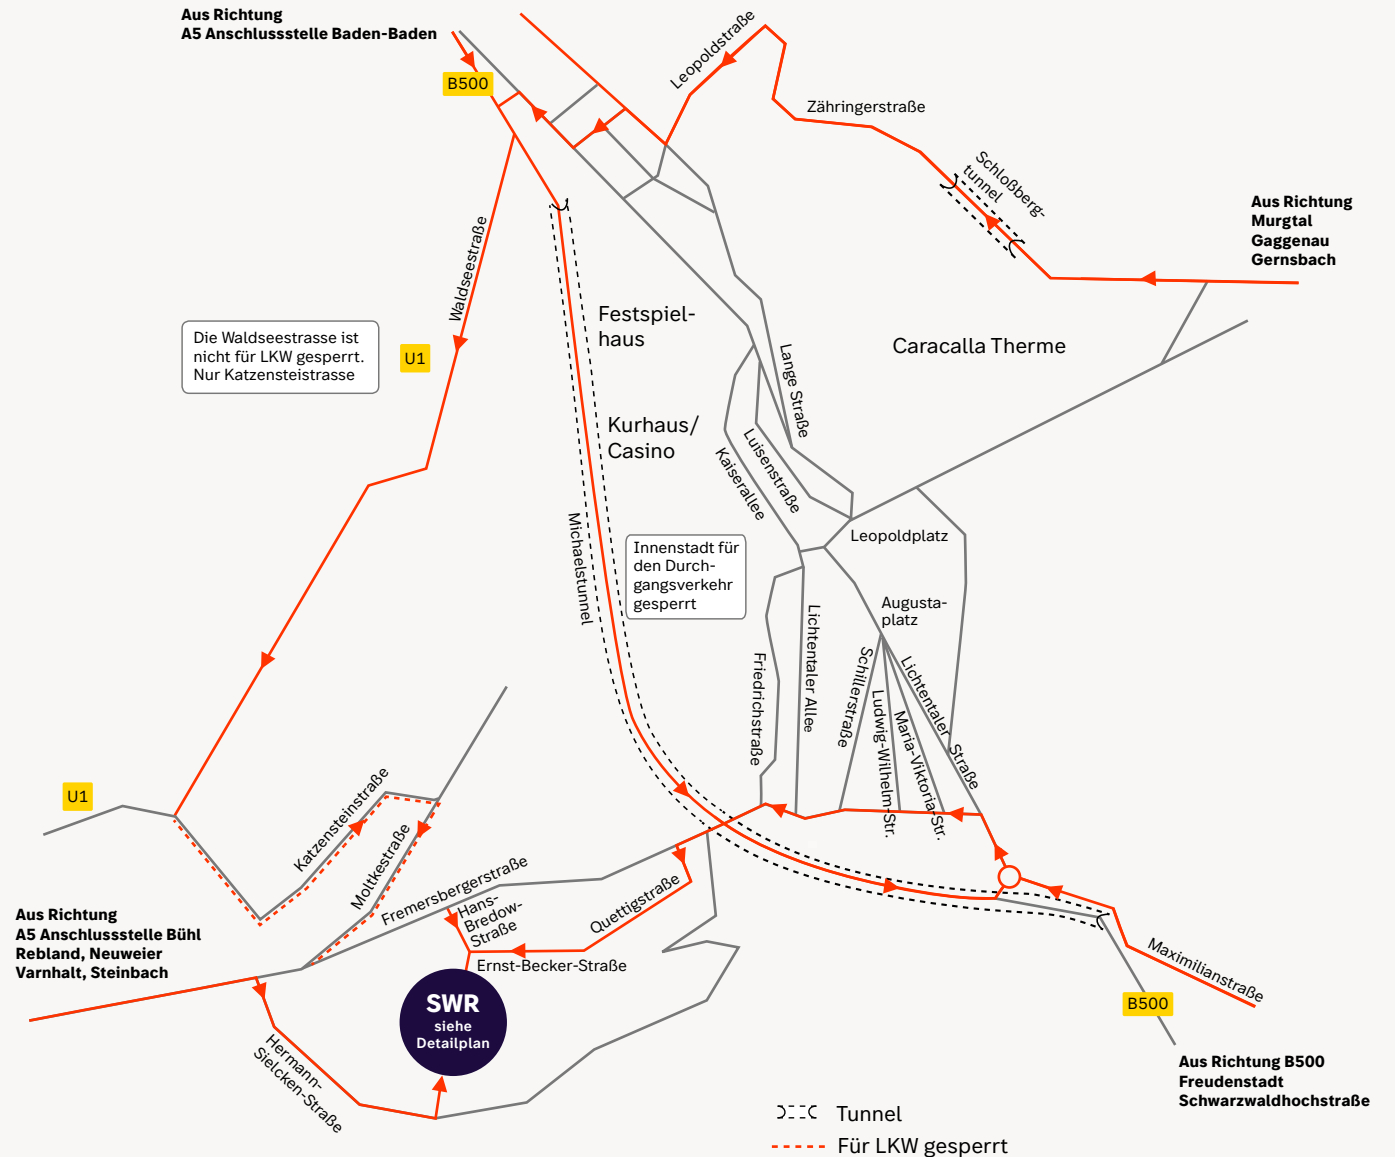 Aus Richtung
A5 Anschlussstelle Baden-Baden
B500
Leopoldstraße
Zähringerstraße
Schloßberg-
tunnel
Aus Richtung
Murgtal
Gaggenau
Gernsbach
Waldseestraße
Die Waldseestrasse ist
nicht für LKW gesperrt.
Nur Katzensteistrasse
U1
Festspiel-
haus
Caracalla Therme
Lange Straße
Kurhaus/
Casino
Luisenstraße
Kaiserallee
Michaelstunnel
Innenstadt für
den Durch-
gangsverkehr
gesperrt
Leopoldplatz
Augusta-
platz
Lichtentaler Allee
Friedrichstraße
Schillerstraße
Ludwig-Wilhelm-Str.
Maria-Viktoria-Str.
Lichtentaler Straße
U1
Katzensteinstraße
Moltkestraße
Fremersbergerstraße
Hans-
Bredow-
Straße
Quettigstraße
Ernst-Becker-Straße
Aus Richtung
A5 Anschlussstelle Bühl
Rebland, Neuweier
Varnhalt, Steinbach
SWR
siehe
Detailplan
Hermann-
Sielcken-Straße
Maximilianstraße
B500
Aus Richtung B500
Freudenstadt
Schwarzwaldhochstraße
Tunnel
Für LKW gesperrt